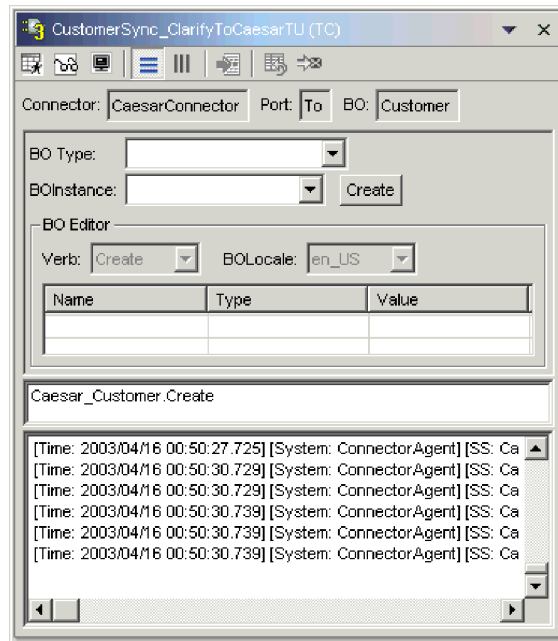 CustomerSync_ClarifyToCaesarTU (TC)
Connector: CaesarConnector Port: To BO: Customer
BO Type:
BOInstance: Create
BO Editor
Verb: Create BOLocale: en_US
Name Type Value
Caesar_Customer.Create
[Time: 2003/04/16 00:50:27.725] [System: ConnectorAgent] [SS: Ca
[Time: 2003/04/16 00:50:30.729] [System: ConnectorAgent] [SS: Ca
[Time: 2003/04/16 00:50:30.729] [System: ConnectorAgent] [SS: Ca
[Time: 2003/04/16 00:50:30.739] [System: ConnectorAgent] [SS: Ca
[Time: 2003/04/16 00:50:30.739] [System: ConnectorAgent] [SS: Ca
[Time: 2003/04/16 00:50:30.739] [System: ConnectorAgent] [SS: Ca